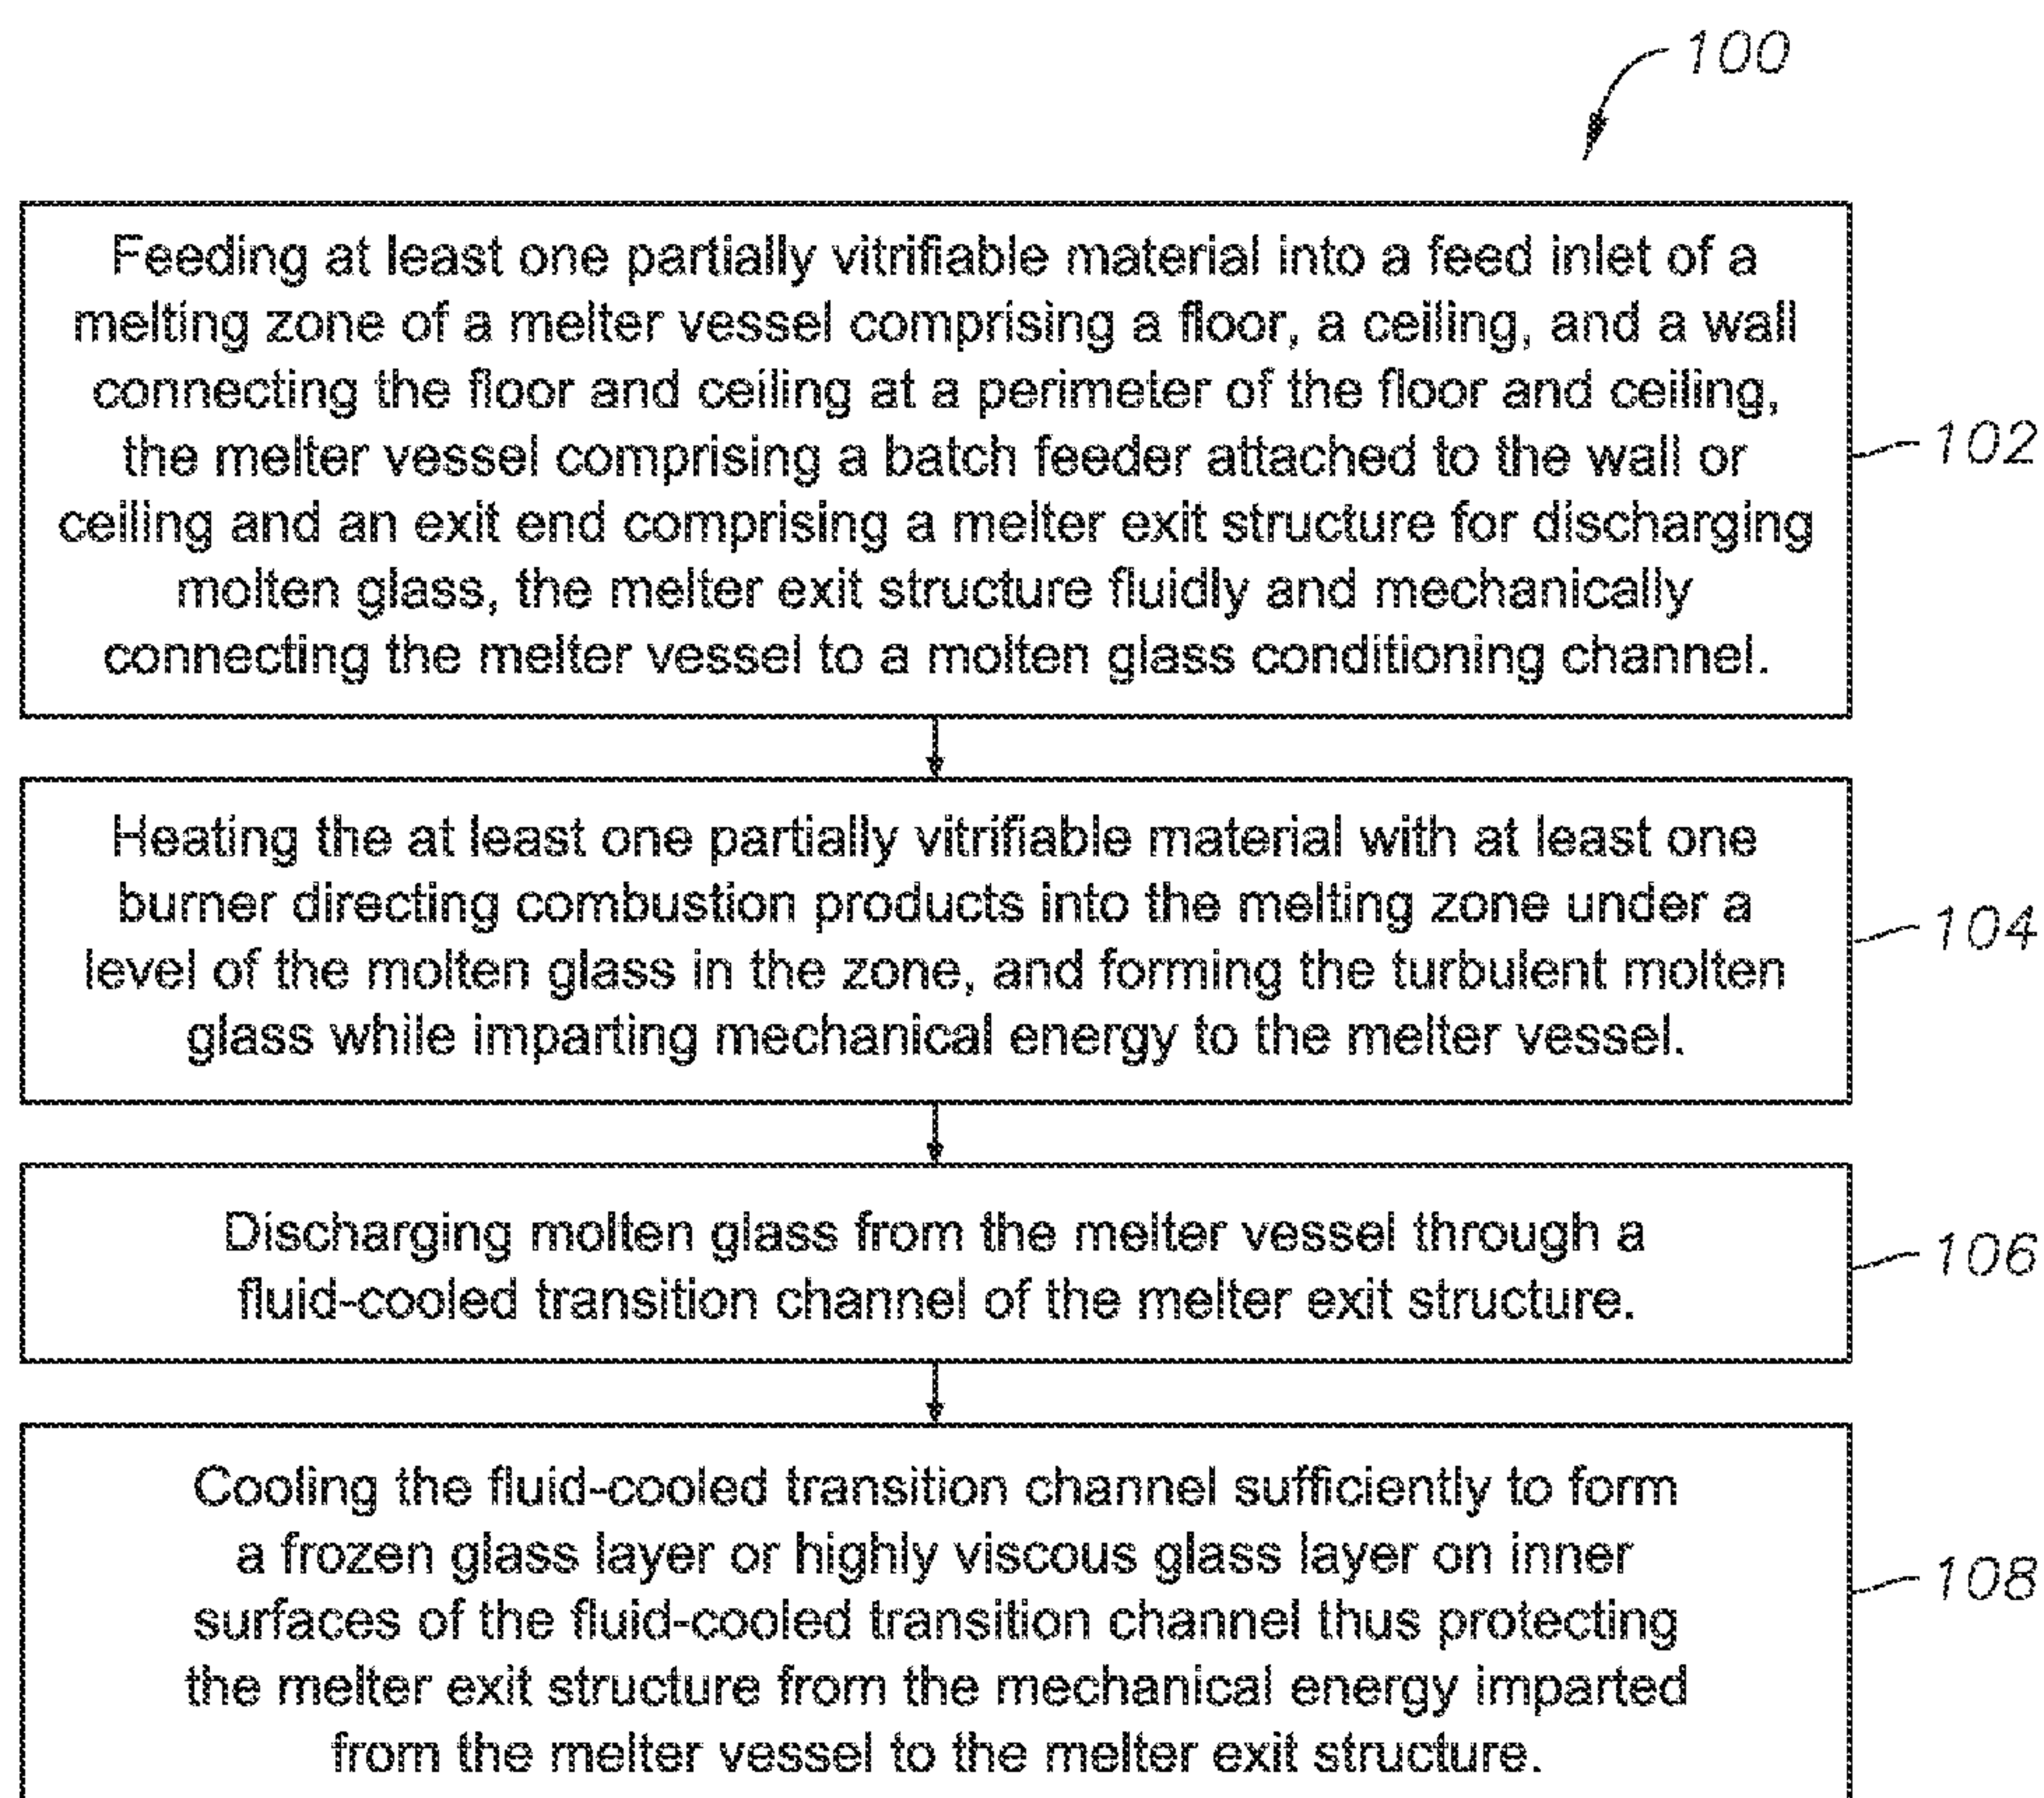 100
Feeding at least one partially vitrifiable material into a feed inlet of a
melting zone of a melter vessel comprising a floor, a ceiling, and a wall
connecting the floor and ceiling at a perimeter of the floor and ceiling,
the melter vessel comprising a batch feeder attached to the wall or
ceiling and an exit end comprising a melter exit structure for discharging
molten glass, the melter exit structure fluidly and mechanically
connecting the melter vessel to a molten glass conditioning channel.
102
Heating the at least one partially vitrifiable material with at least one
burner directing combustion products into the melting zone under a
level of the molten glass in the zone, and forming the turbulent molten
glass while imparting mechanical energy to the melter vessel.
104
Discharging molten glass from the melter vessel through a
fluid-cooled transition channel of the melter exit structure.
106
Cooling the fluid-cooled transition channel sufficiently to form
a frozen glass layer or highly viscous glass layer on inner
surfaces of the fluid-cooled transition channel thus protecting
the melter exit structure from the mechanical energy imparted
from the melter vessel to the melter exit structure.
108